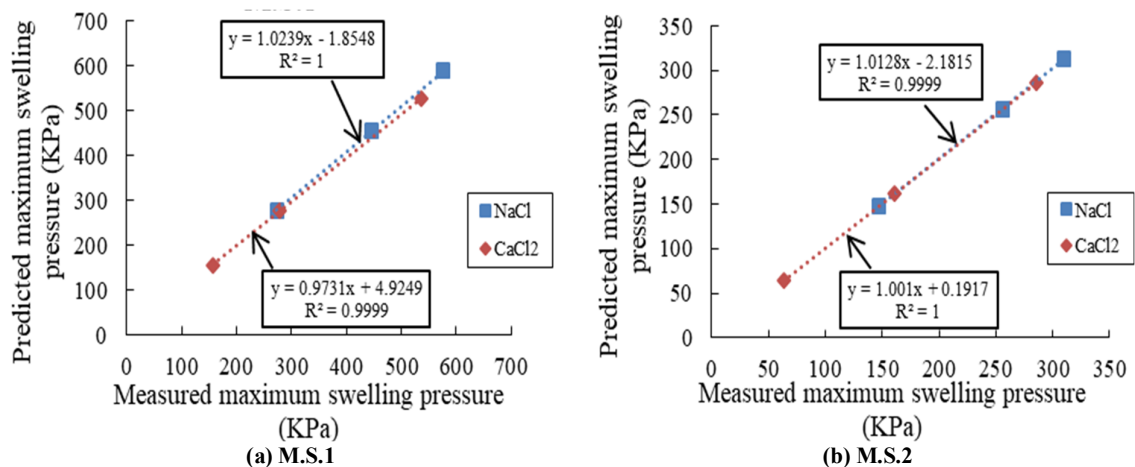 Predicted maximum swelling
pressure (KPa)
700
600
500
400
300
200
100
0
y = 1.0239x - 1.8548
R² = 1
NaCl
CaCl2
y = 0.9731x + 4.9249
R² = 0.9999
0 100 200 300 400 500 600 700
Measured maximum swelling pressure
(KPa)
(a) M.S.1
Predicted maximum swelling
pressure (KPa)
350
300
250
200
150
100
50
0
y = 1.0128x - 2.1815
R² = 0.9999
NaCl
CaCl2
y = 1.001x + 0.1917
R² = 1
0 50 100 150 200 250 300 350
Measured maximum swelling pressure
(KPa)
(b) M.S.2